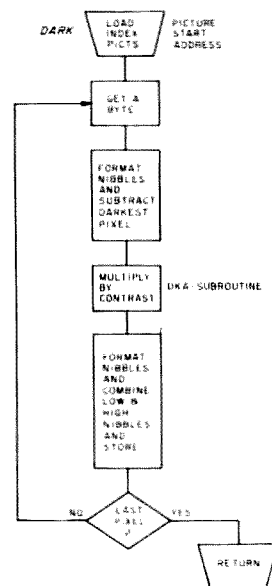 DARK
LOAD
INDEX
PICTS
PICTURE
START
ADDRESS
GET A
BYTE
FORMAT
NIBBLES
AND
SUBTRACT
DARKEST
PIXEL
MULTIPLY
BY
CONTRAST
DKA-SUBROUTINE
FORMAT
NIBBLES
AND
COMBINE
LOW &
HIGH
NIBBLES
AND
STORE
NO
LAST
PIXEL
?
YES
RETURN